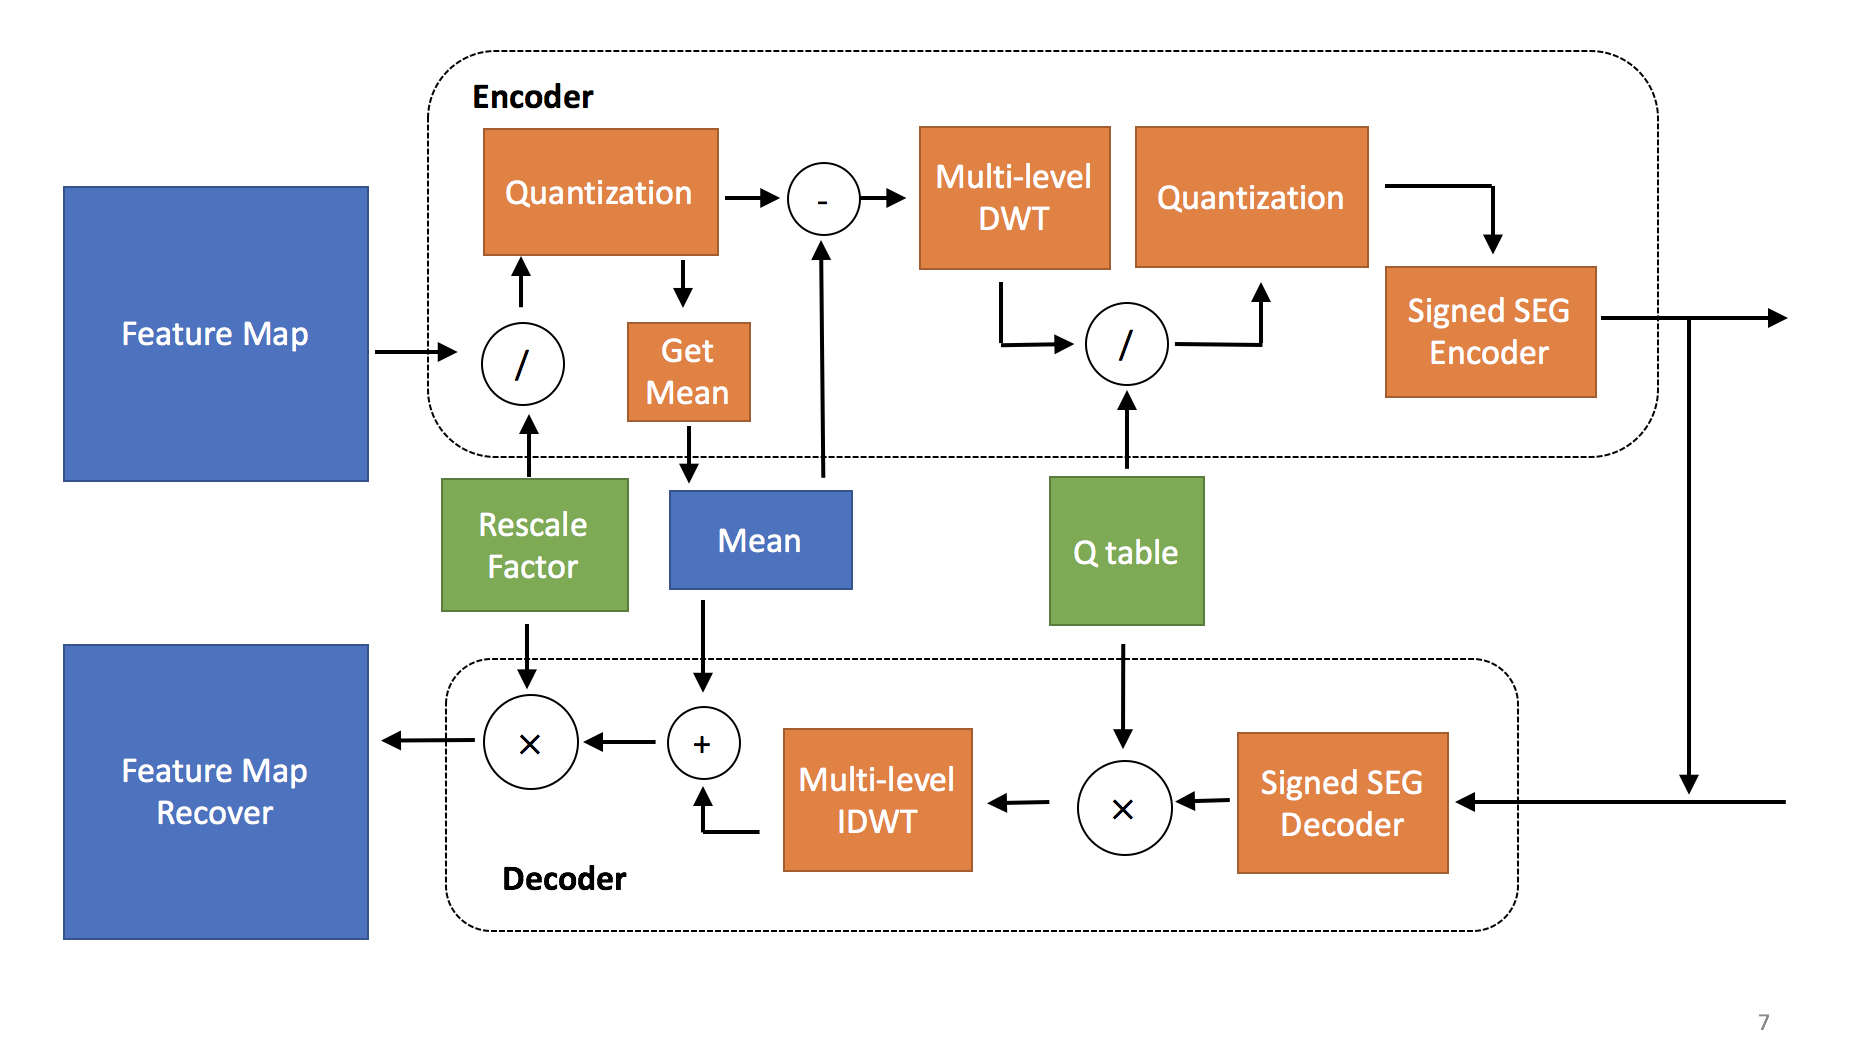 Encoder
Quantization
-
Multi-level
DWT
Quantization
Feature Map
/
Get
Mean
/
Signed SEG
Encoder
Rescale
Factor
Mean
Q table
Feature Map
Recover
×
+
Multi-level
IDWT
×
Signed SEG
Decoder
Decoder
7